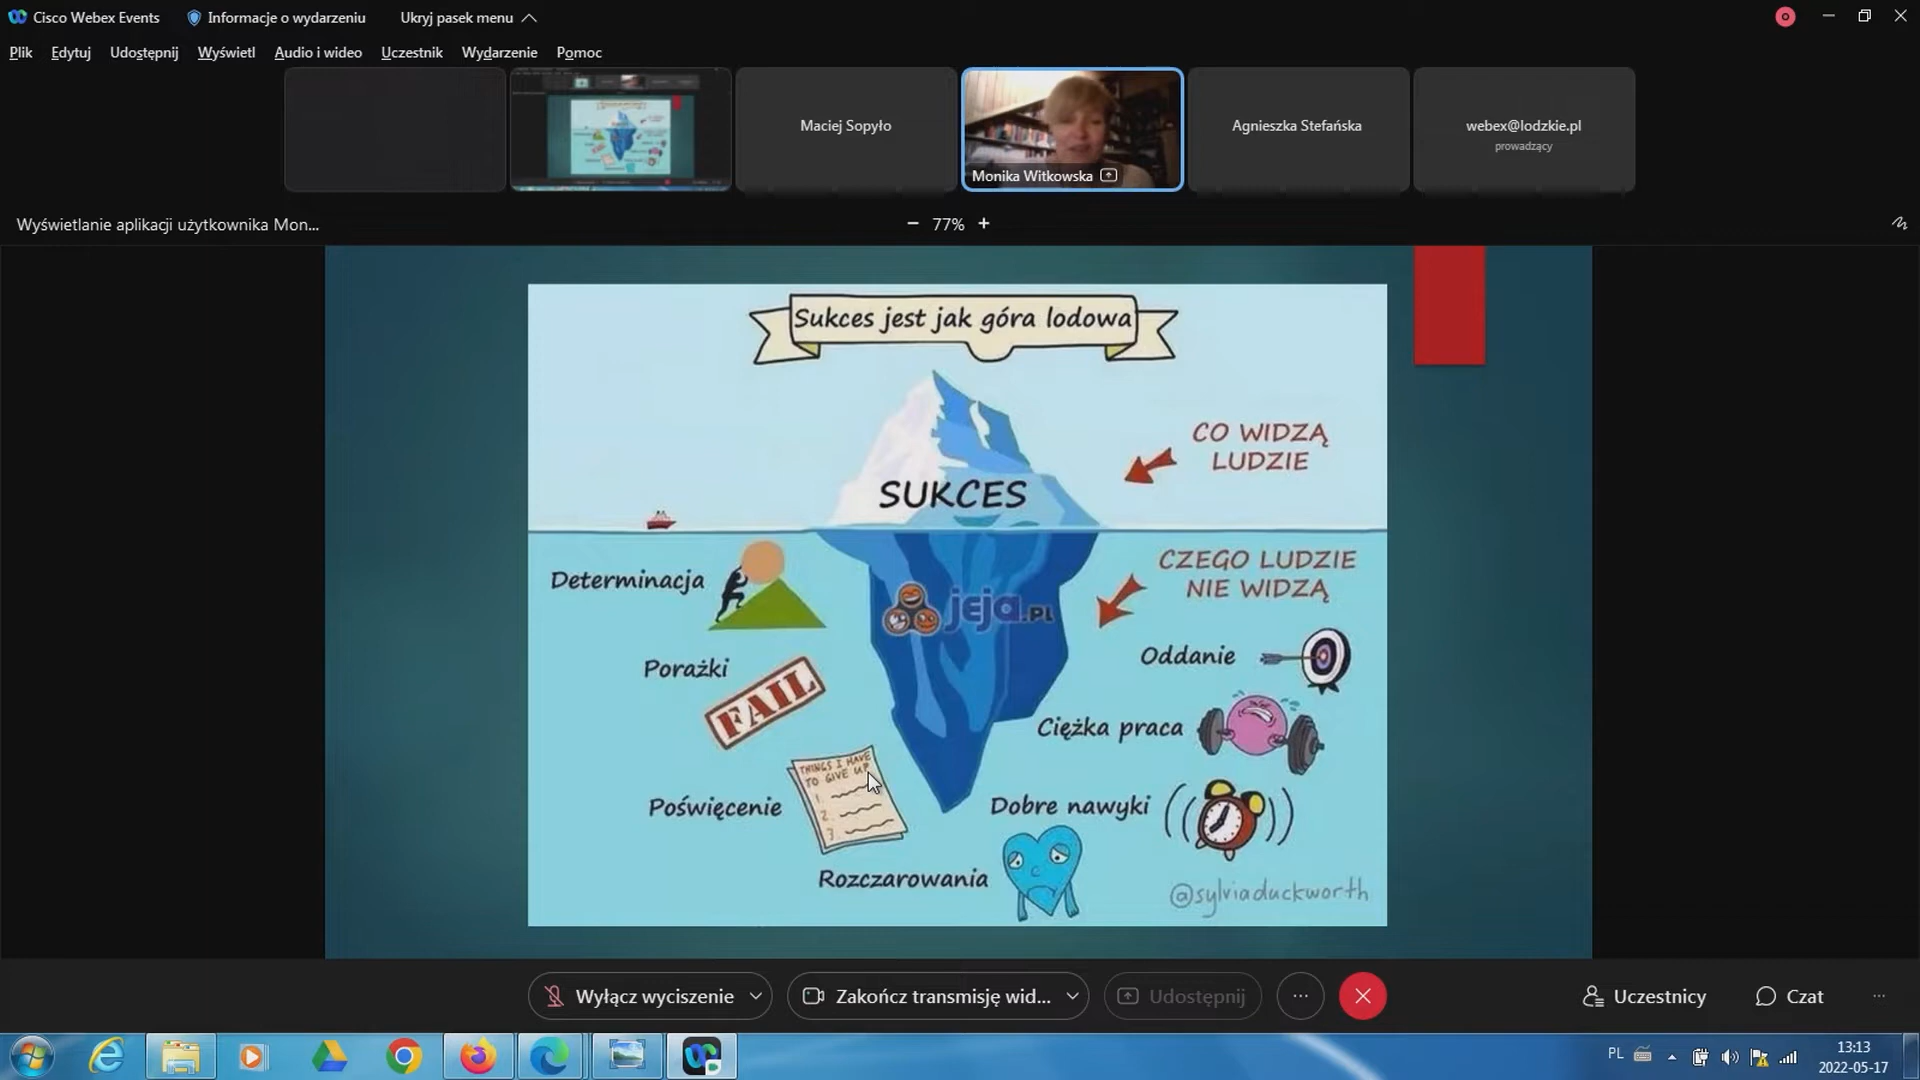 Cisco Webex Events
Informacje o wydarzeniu
Ukryj pasek menu
Plik Edytuj Udostępnij Wyświetl Audio i wideo Uczestnik Wydarzenie Pomoc
Maciej Sopyło
Monika Witkowska
Agnieszka Stefańska
webex@lodzkie.pl
prowadzący
Wyświetlanie aplikacji użytkownika Mon...
77%
Sukces jest jak góra lodowa
CO WIDZĄ
LUDZIE
SUKCES
CZEGO LUDZIE
NIE WIDZĄ
Determinacja
jeja.PL
Oddanie
Porażki
FAIL
Ciężka praca
THINGS I HAVE
TO GIVE UP
1.
2.
3
Poświęcenie
Dobre nawyki
Rozczarowania
@sylviaduckworth
Wyłącz wyciszenie
Zakończ transmisję wid...
Udostępnij
Uczestnicy
Czat
PL
13:13
2022-05-17